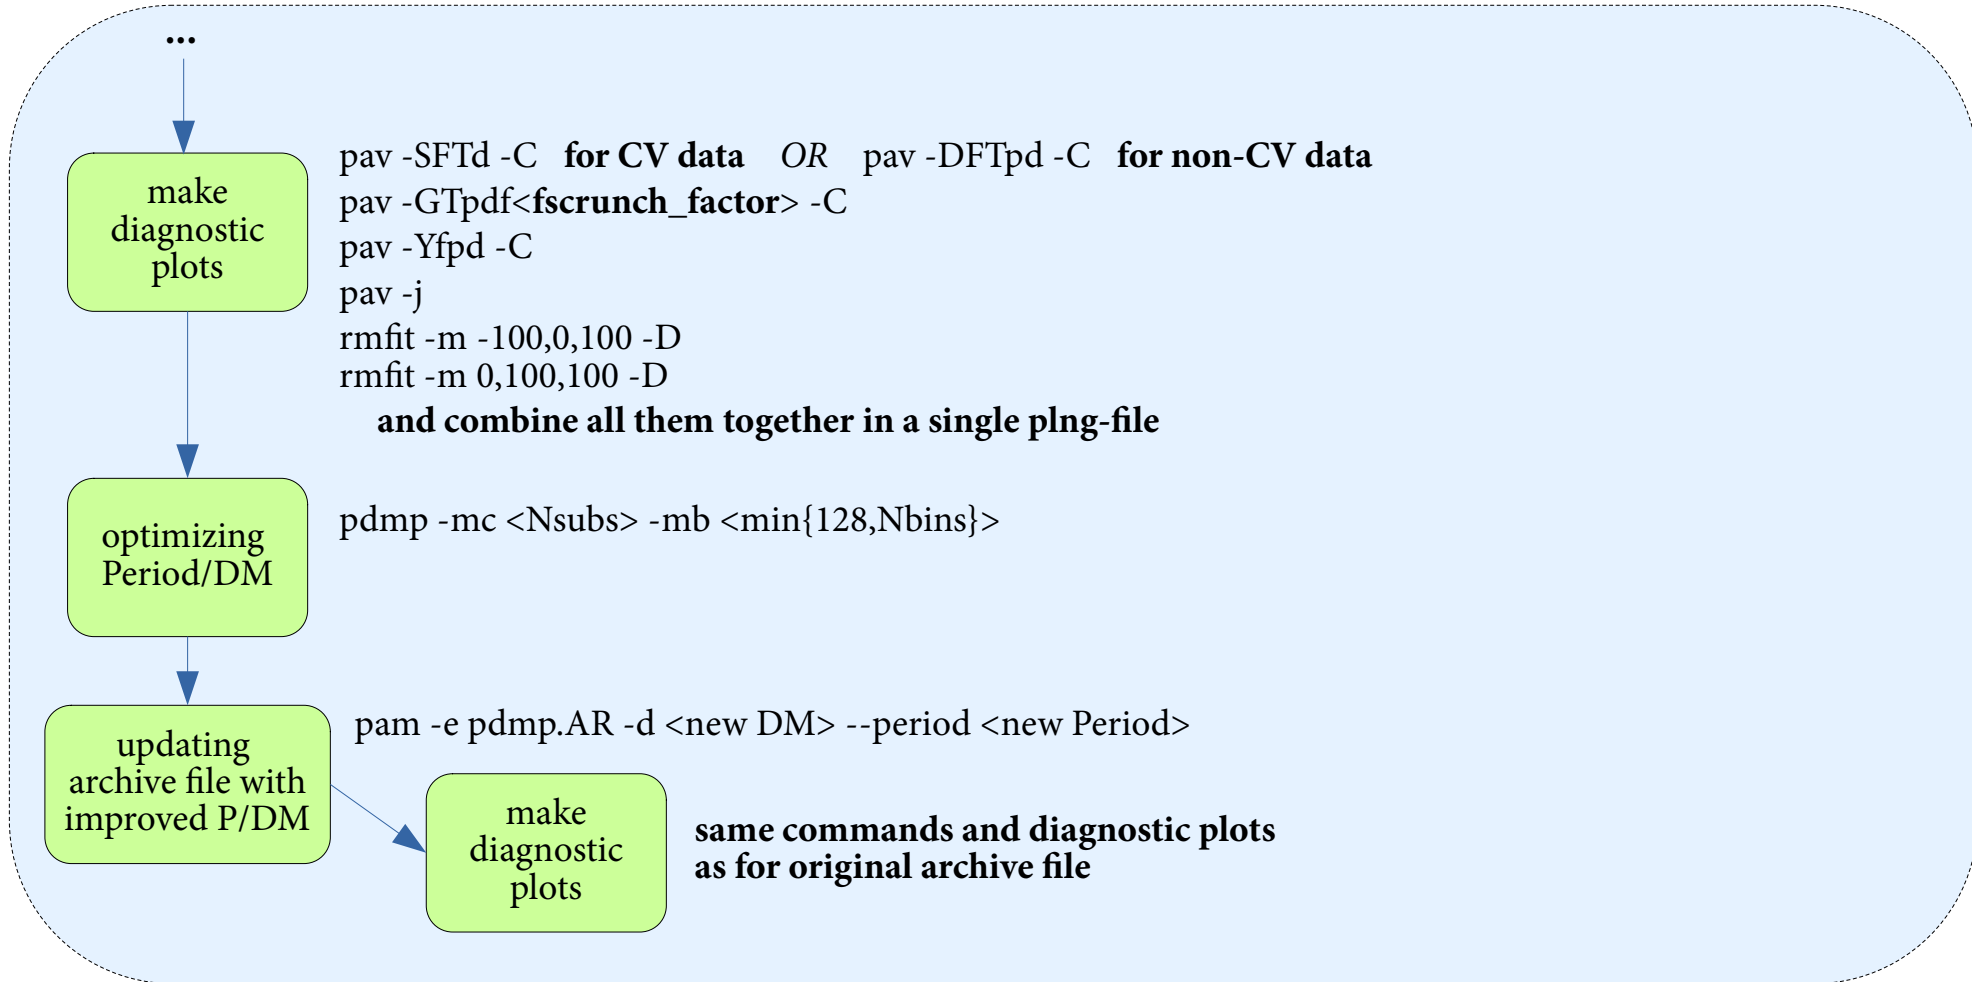 ...
make
diagnostic
plots
pav -SFTd -C for CV data OR pav -DFTpd -C for non-CV data
pav -GTpdf<fscrunch_factor> -C
pav -Yfpd -C
pav -j
rmfit -m -100,0,100 -D
rmfit -m 0,100,100 -D
and combine all them together in a single plng-file
optimizing
Period/DM
pdmp -mc <Nsubs> -mb <min{128,Nbins}>
updating
archive file with
improved P/DM
pam -e pdmp.AR -d <new DM> --period <new Period>
make
diagnostic
plots
same commands and diagnostic plots
as for original archive file